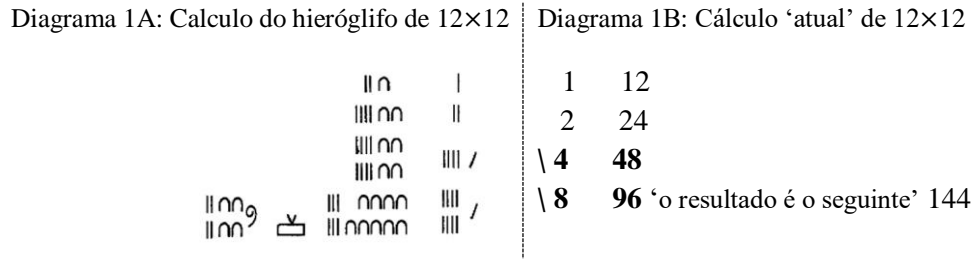 Diagrama 1A: Calculo do hieróglifo de 12×12
Diagrama 1B: Cálculo ‘atual’ de 12×12
1 12
2 24
\ 4 48
\ 8 96 ‘o resultado é o seguinte’ 144